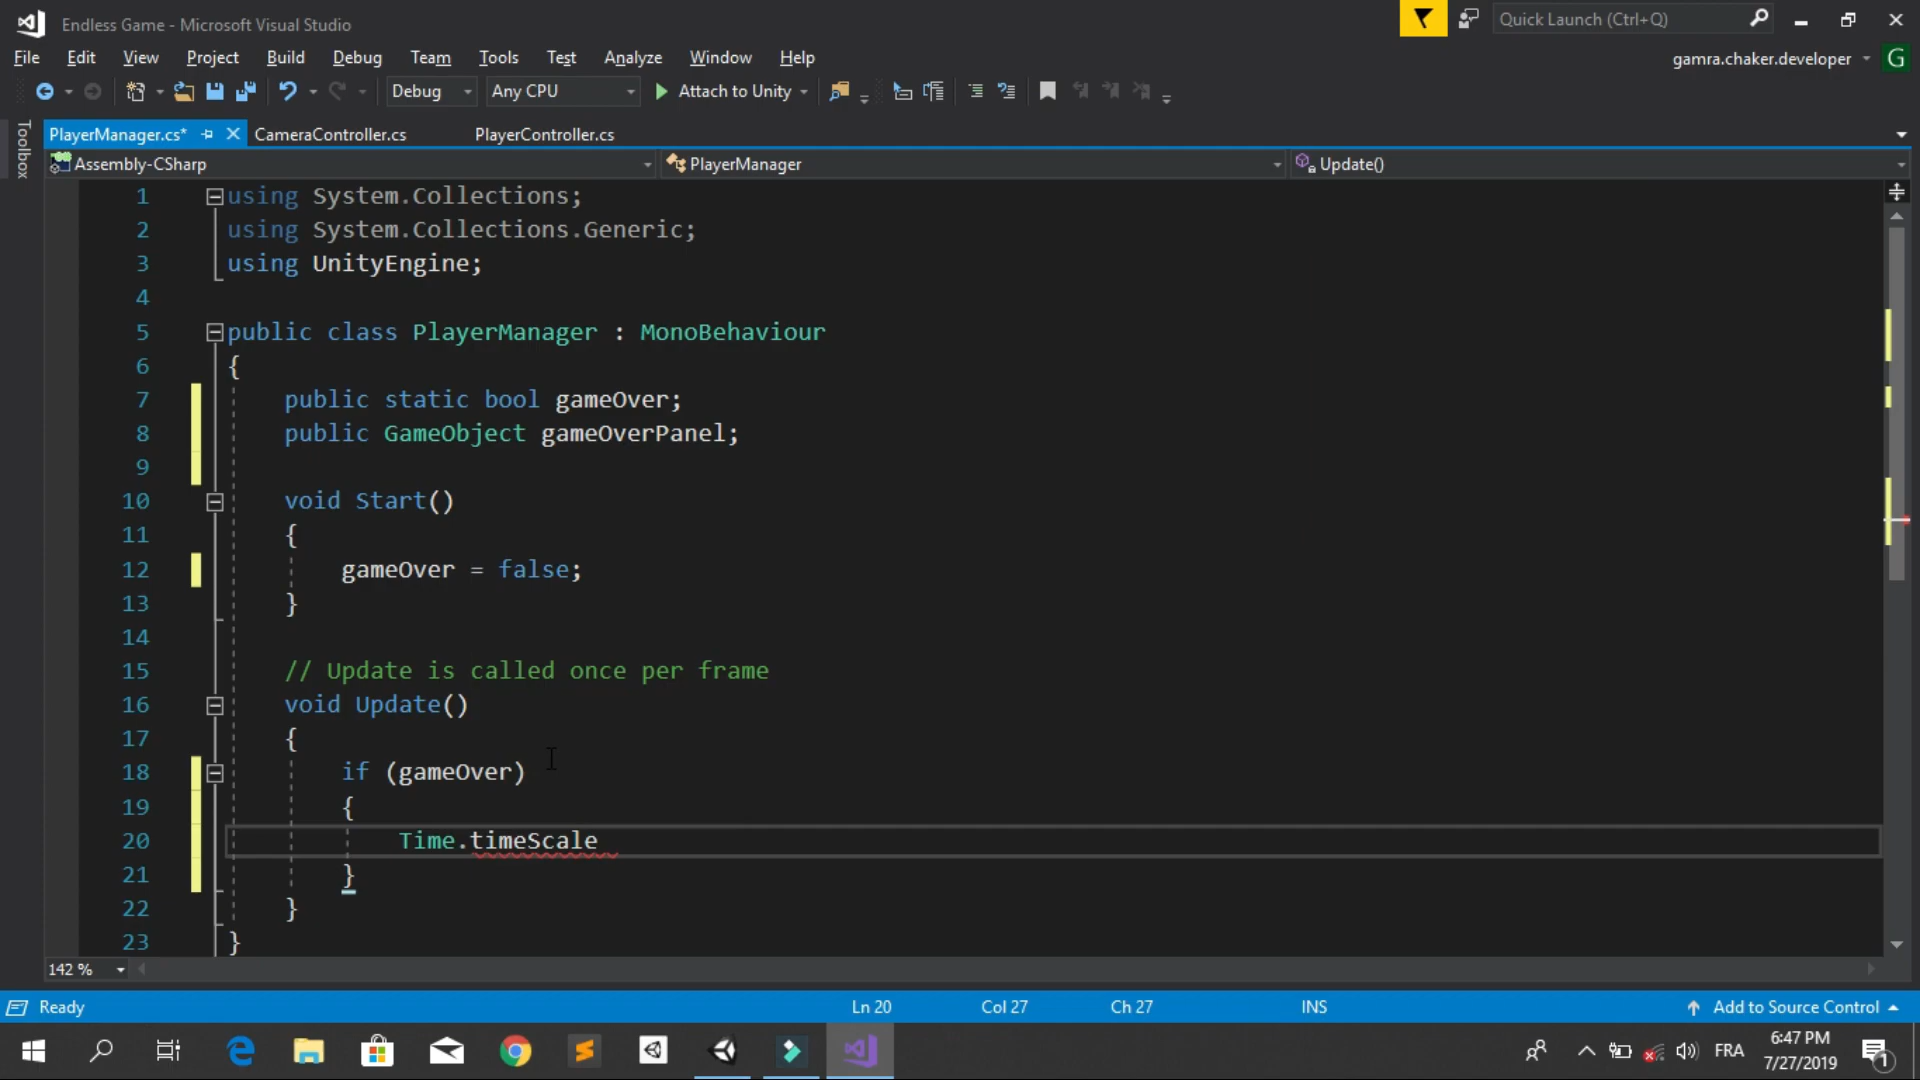 Endless Game - Microsoft Visual Studio
Quick Launch (Ctrl+Q)
File Edit View Project Build Debug Team Tools Test Analyze Window Help
gamra.chaker.developer G
Debug Any CPU Attach to Unity
Toolbox
PlayerManager.cs* CameraController.cs PlayerController.cs
Assembly-CSharp PlayerManager Update()
1 using System.Collections;
2 using System.Collections.Generic;
3 using UnityEngine;
4
5 public class PlayerManager : MonoBehaviour
6 {
7 public static bool gameOver;
8 public GameObject gameOverPanel;
9
10 void Start()
11 {
12 gameOver = false;
13 }
14
15 // Update is called once per frame
16 void Update()
17 {
18 if (gameOver)
19 {
20 Time.timeScale
21 }
22 }
23 }
142 %
Ready Ln 20 Col 27 Ch 27 INS Add to Source Control
FRA
6:47 PM
7/27/2019
1